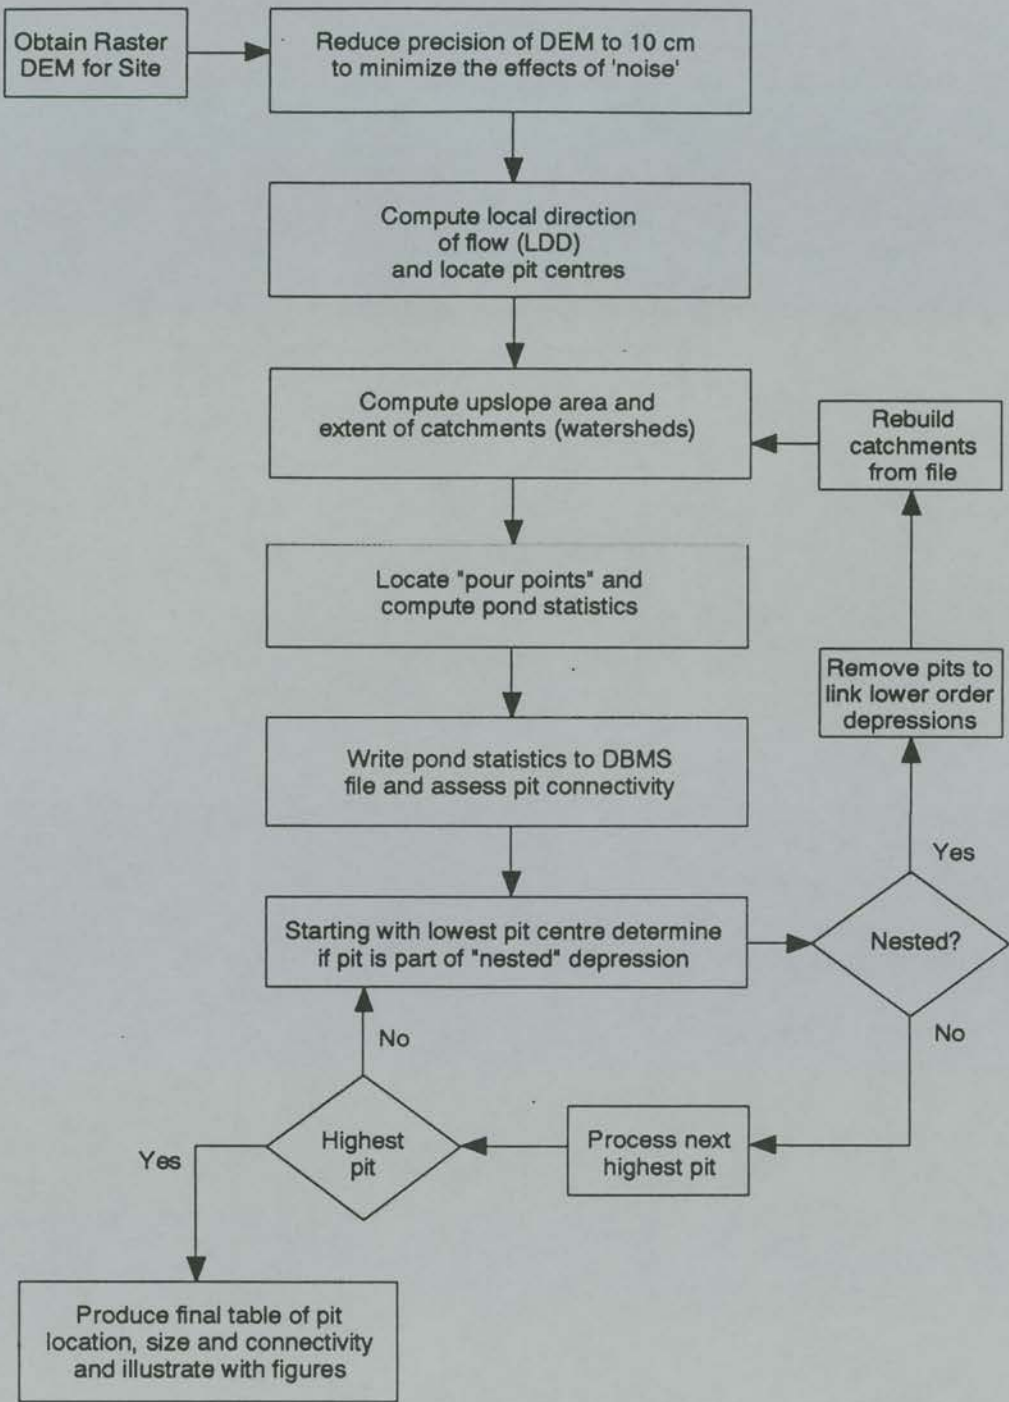 Obtain Raster
DEM for Site
Reduce precision of DEM to 10 cm
to minimize the effects of 'noise'
Compute local direction
of flow (LDD)
and locate pit centres
Compute upslope area and
extent of catchments (watersheds)
Rebuild
catchments
from file
Locate "pour points" and
compute pond statistics
Remove pits to
link lower order
depressions
Write pond statistics to DBMS
file and assess pit connectivity
Yes
Starting with lowest pit centre determine
if pit is part of "nested" depression
Nested?
No
No
Highest
pit
Process next
highest pit
Yes
Produce final table of pit
location, size and connectivity
and illustrate with figures